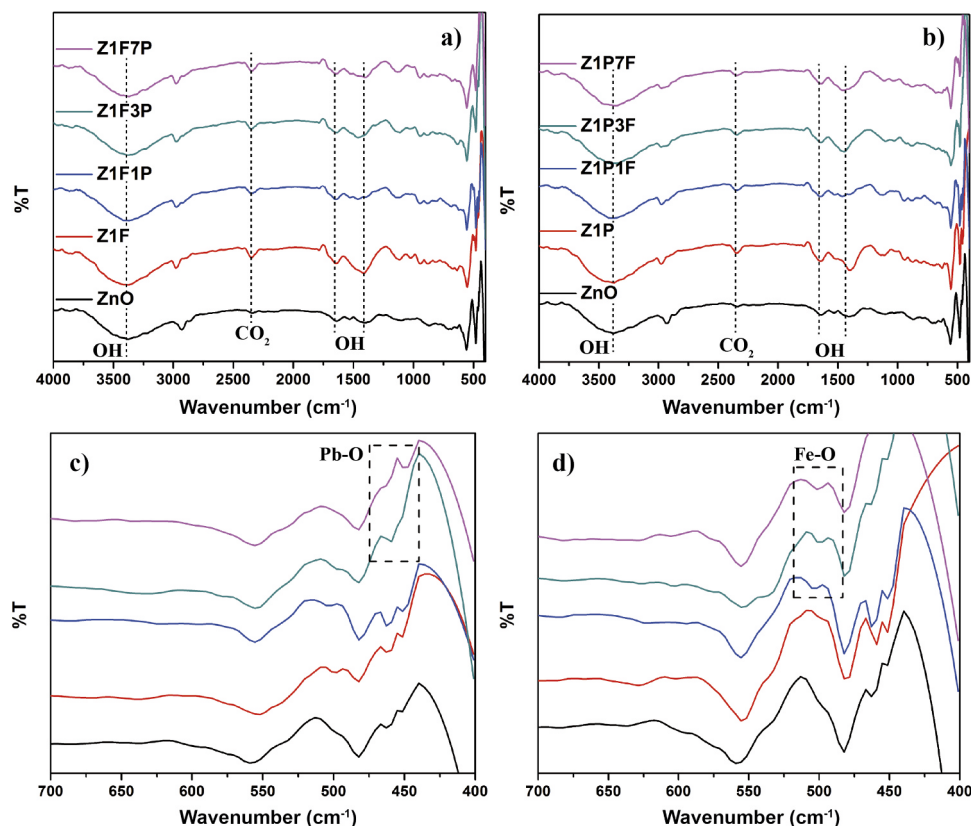 a)
Z1F7P
Z1F3P
Z1F1P
Z1F
ZnO
OH
CO2
OH
%T
4000 3500 3000 2500 2000 1500 1000 500
Wavenumber (cm-1)
b)
Z1P7F
Z1P3F
Z1P1F
Z1P
ZnO
OH
CO2
OH
%T
4000 3500 3000 2500 2000 1500 1000 500
Wavenumber (cm-1)
c)
Pb-O
%T
700 650 600 550 500 450 400
Wavenumber (cm-1)
d)
Fe-O
%T
700 650 600 550 500 450 400
Wavenumber (cm-1)